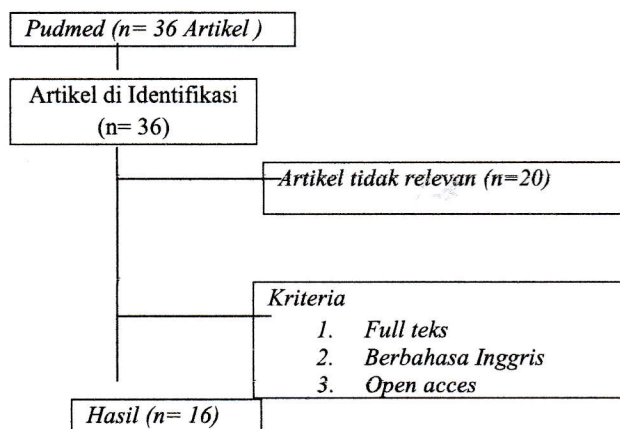 Pudmed (n= 36 Artikel )
Artikel di Identifikasi
(n= 36)
Artikel tidak relevan (n=20)
Kriteria
1. Full teks
2. Berbahasa Inggris
3. Open acces
Hasil (n= 16)